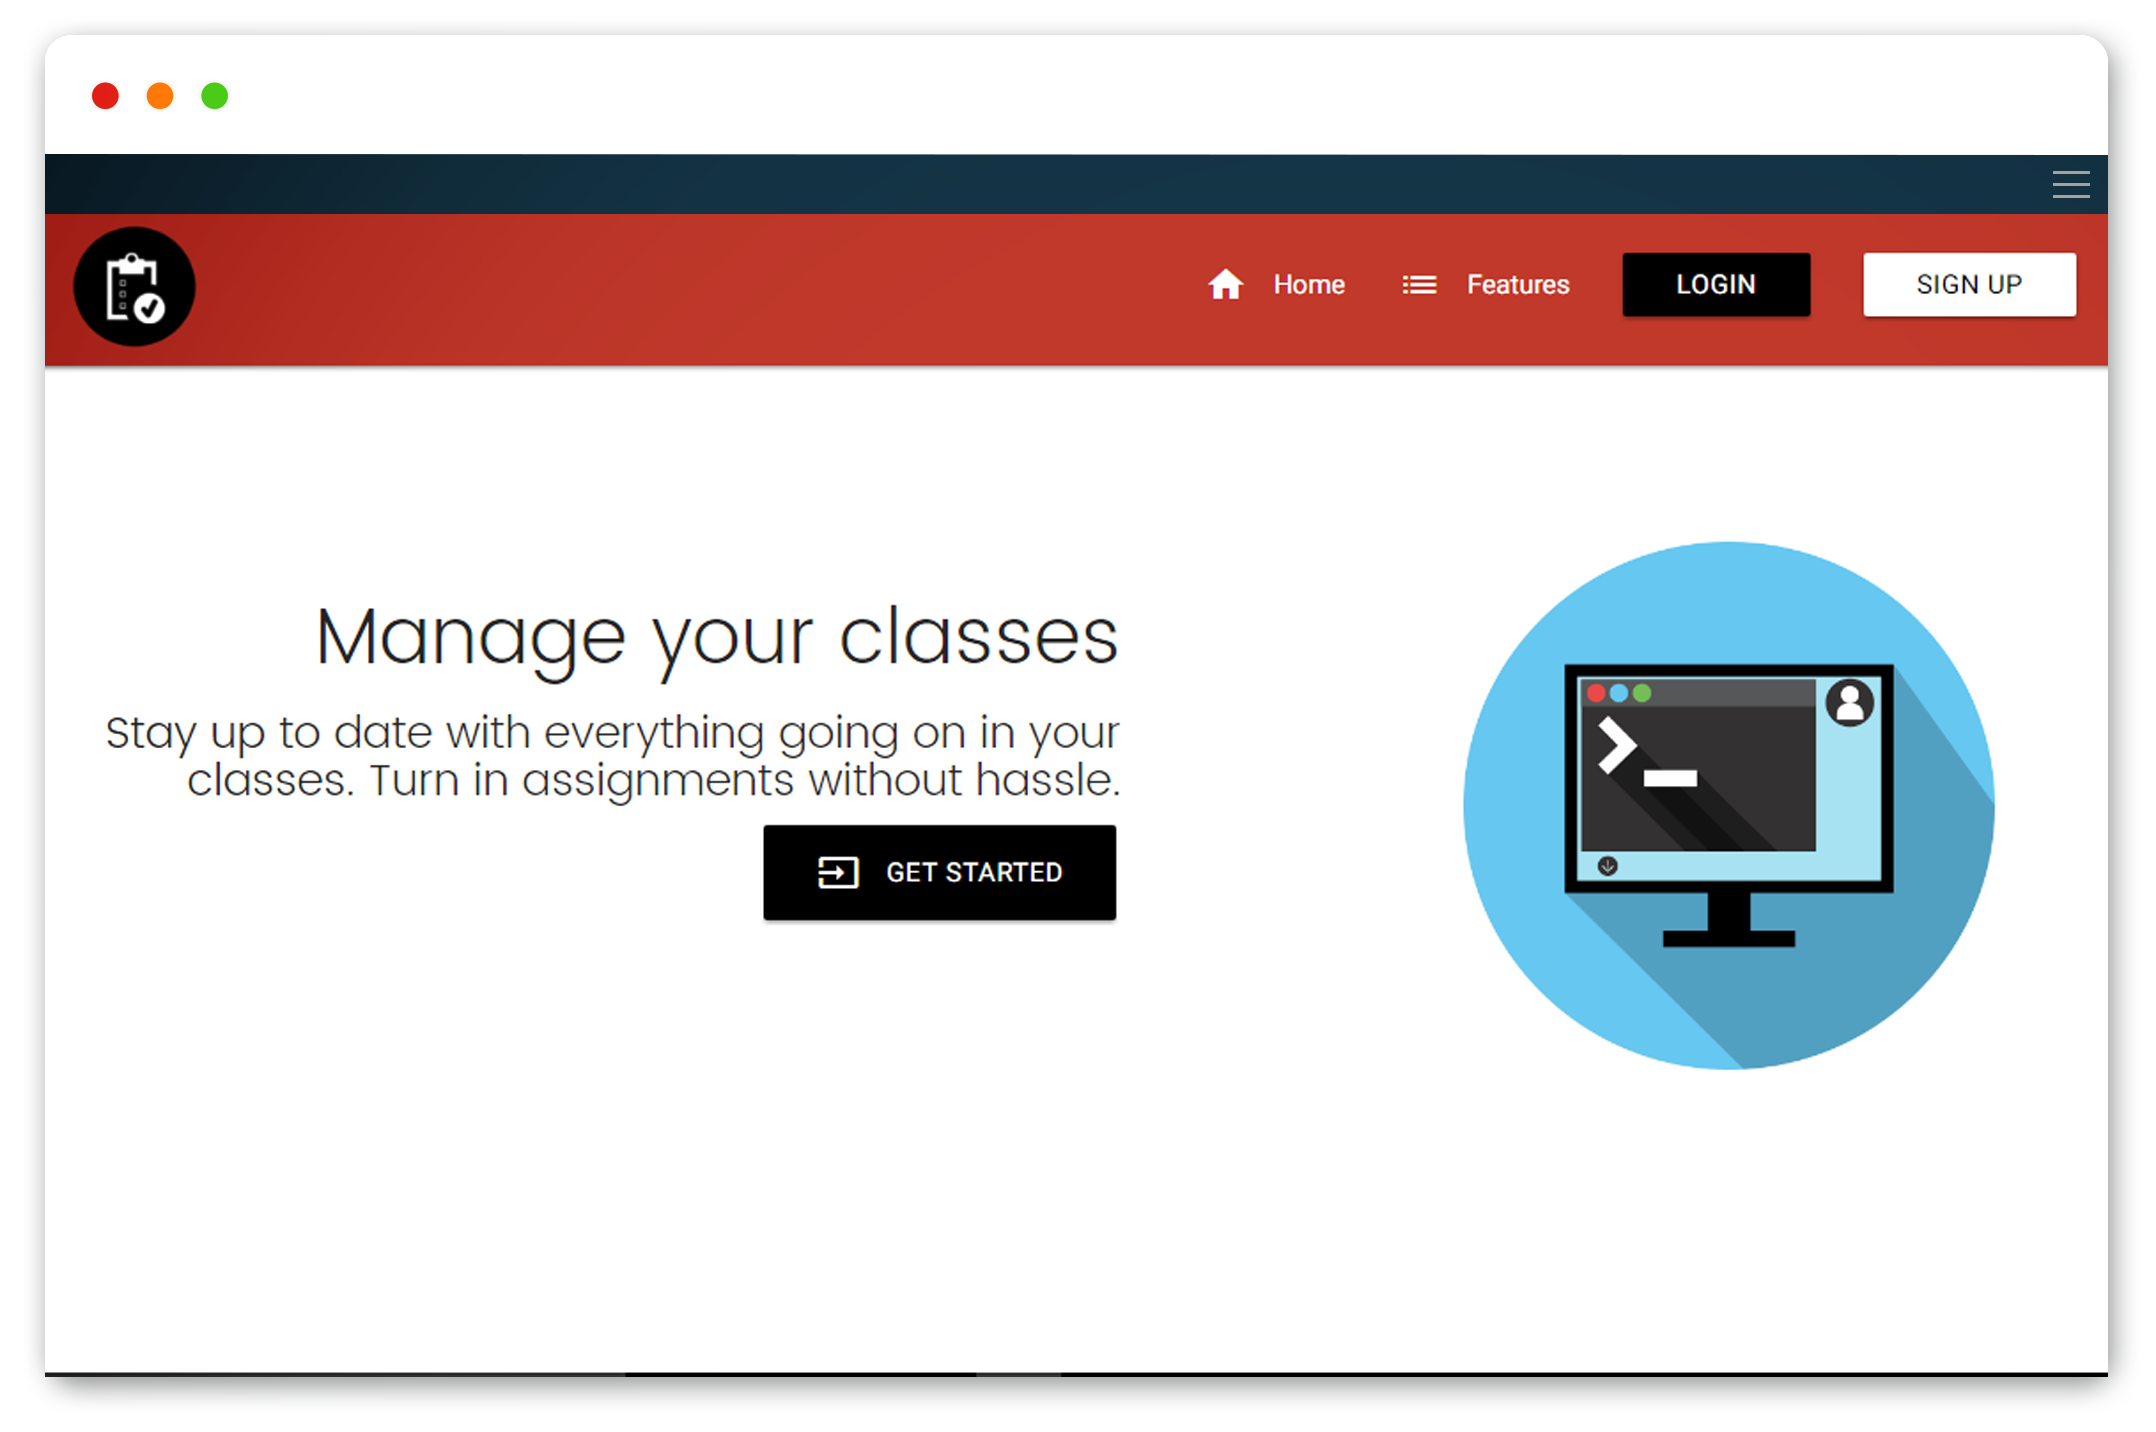 Home
Features
LOGIN
SIGN UP
Manage your classes
Stay up to date with everything going on in your
classes. Turn in assignments without hassle.
GET STARTED